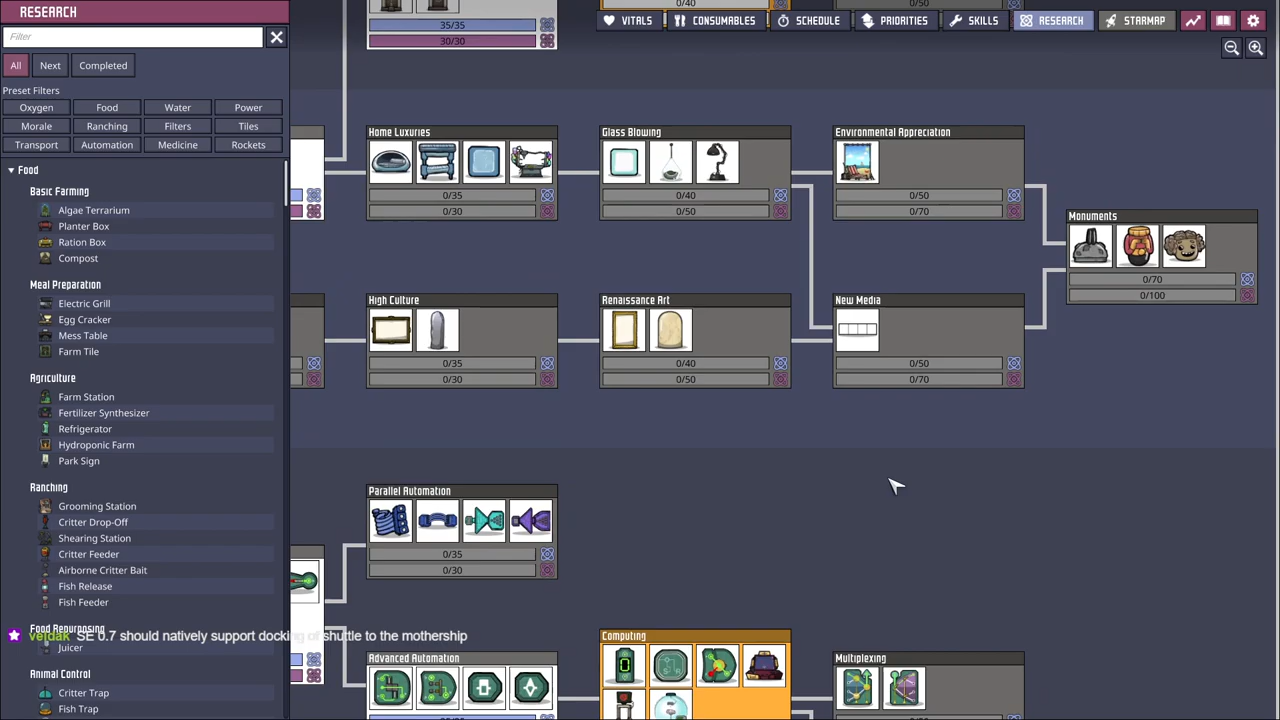 RESEARCH
Filter
All Next Completed
Preset Filters
Oxygen Food Water Power
Morale Ranching Filters Tiles
Transport Automation Medicine Rockets
Food
Basic Farming
Algae Terrarium
Planter Box
Ration Box
Compost
Meal Preparation
Electric Grill
Egg Cracker
Mess Table
Farm Tile
Agriculture
Farm Station
Fertilizer Synthesizer
Refrigerator
Hydroponic Farm
Park Sign
Ranching
Grooming Station
Critter Drop-Off
Shearing Station
Critter Feeder
Airborne Critter Bait
Fish Release
Fish Feeder
Food Repurposing
vejdak SE 0.7 should natively support docking of shuttle to the mothership
Juicer
Animal Control
Critter Trap
Fish Trap
VITALS CONSUMABLES SCHEDULE PRIORITIES SKILLS RESEARCH STARMAP
0/40
35/35
30/30
Home Luxuries
0/35
0/30
Glass Blowing
0/40
0/50
Environmental Appreciation
0/50
0/70
Monuments
0/70
0/100
High Culture
0/35
0/30
Renaissance Art
0/40
0/50
New Media
0/50
0/70
Parallel Automation
0/35
0/30
Advanced Automation
Computing
Multiplexing